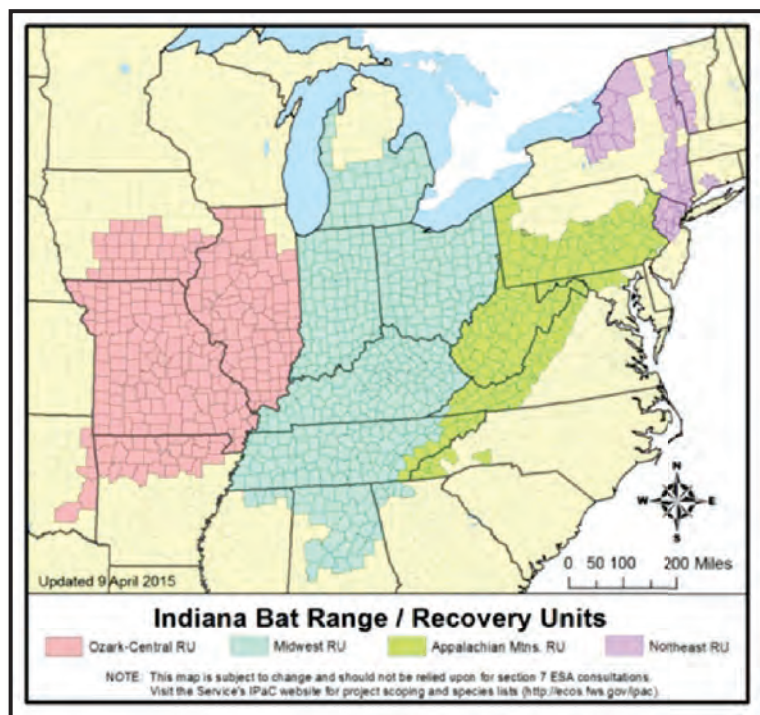 N
W E
S
Updated 9 April 2015
0 50 100 200 Miles
Indiana Bat Range / Recovery Units
Ozark-Central RU Midwest RU Appalachian Mtns. RU Northeast RU
NOTE: This map is subject to change and should not be relied upon for section 7 ESA consultations.
Visit the Service's IPaC website for project scoping and species lists (http://ecos.fws.gov/ipac).